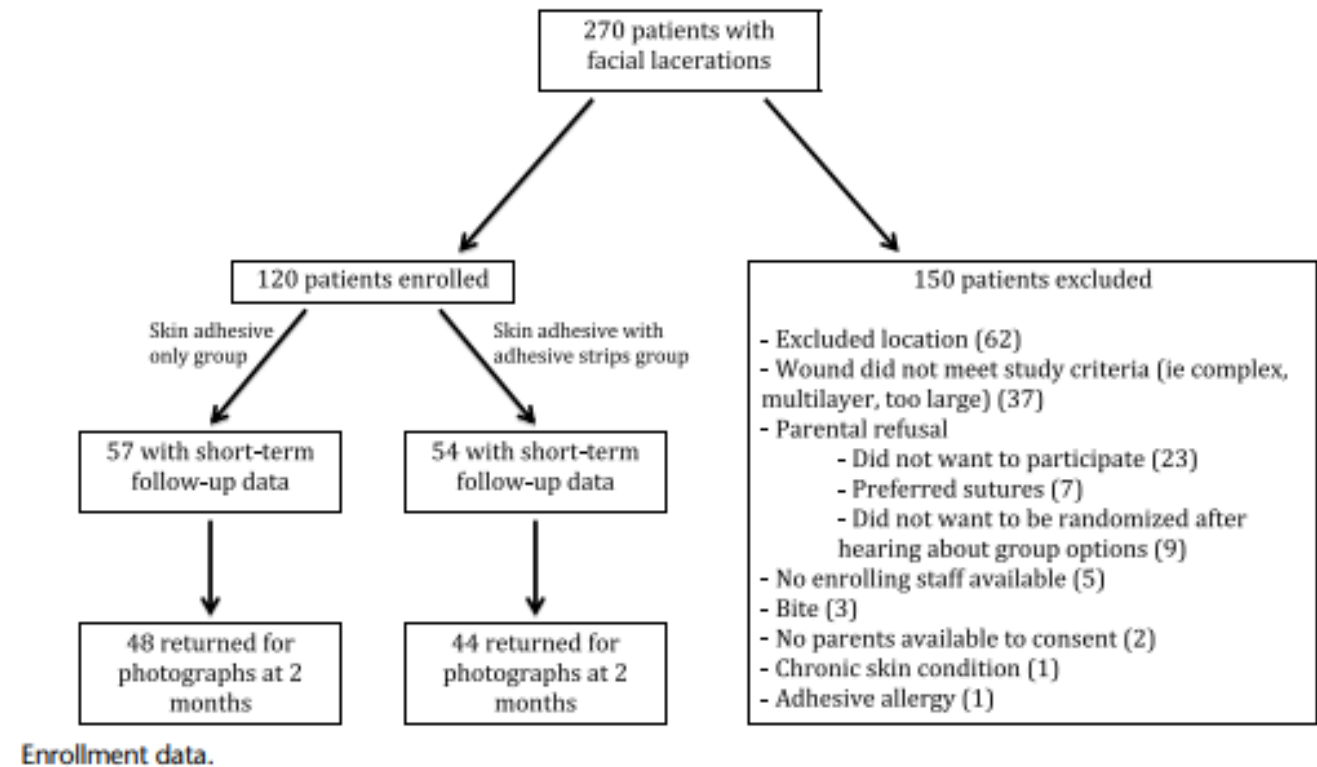 270 patients with
facial lacerations
120 patients enrolled
Skin adhesive
only group
Skin adhesive with
adhesive strips group
57 with short-term
follow-up data
54 with short-term
follow-up data
48 returned for
photographs at 2
months
44 returned for
photographs at 2
months
150 patients excluded
- Excluded location (62)
- Wound did not meet study criteria (ie complex,
multilayer, too large) (37)
- Parental refusal
- Did not want to participate (23)
- Preferred sutures (7)
- Did not want to be randomized after
hearing about group options (9)
- No enrolling staff available (5)
- Bite (3)
- No parents available to consent (2)
- Chronic skin condition (1)
- Adhesive allergy (1)
Enrollment data.